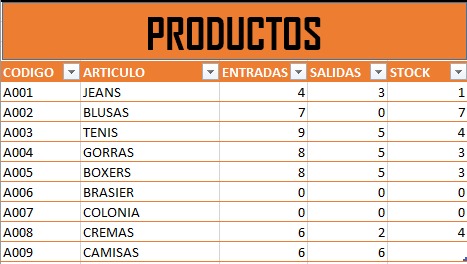 PRODUCTOS
CODIGO ARTICULO ENTRADAS SALIDAS STOCK
A001 JEANS 4 3 1
A002 BLUSAS 7 0 7
A003 TENIS 9 5 4
A004 GORRAS 8 5 3
A005 BOXERS 8 5 3
A006 BRASIER 0 0 0
A007 COLONIA 0 0 0
A008 CREMAS 6 2 4
A009 CAMISAS 6 6